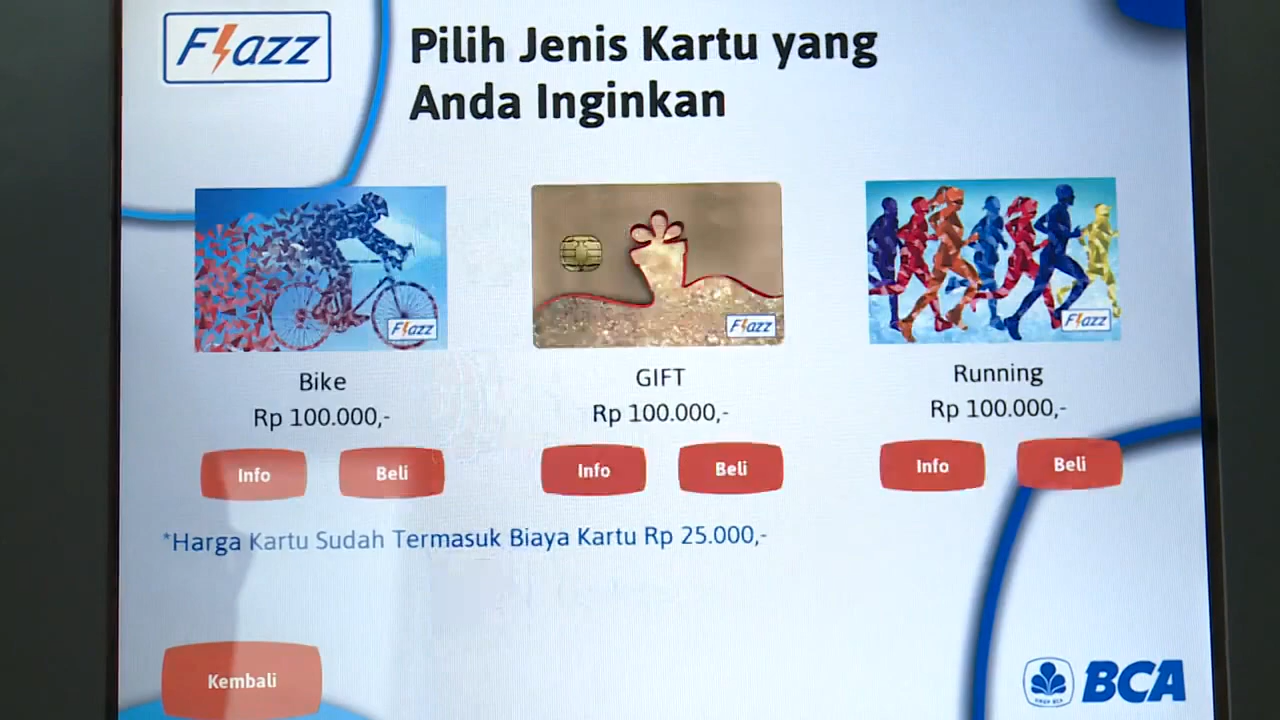 Flazz
Pilih Jenis Kartu yang
Anda Inginkan
Flazz
Flazz
Flazz
Bike
GIFT
Running
Rp 100.000,-
Rp 100.000,-
Rp 100.000,-
Info
Beli
Info
Beli
Info
Beli
*Harga Kartu Sudah Termasuk Biaya Kartu Rp 25.000,-
Kembali
BCA